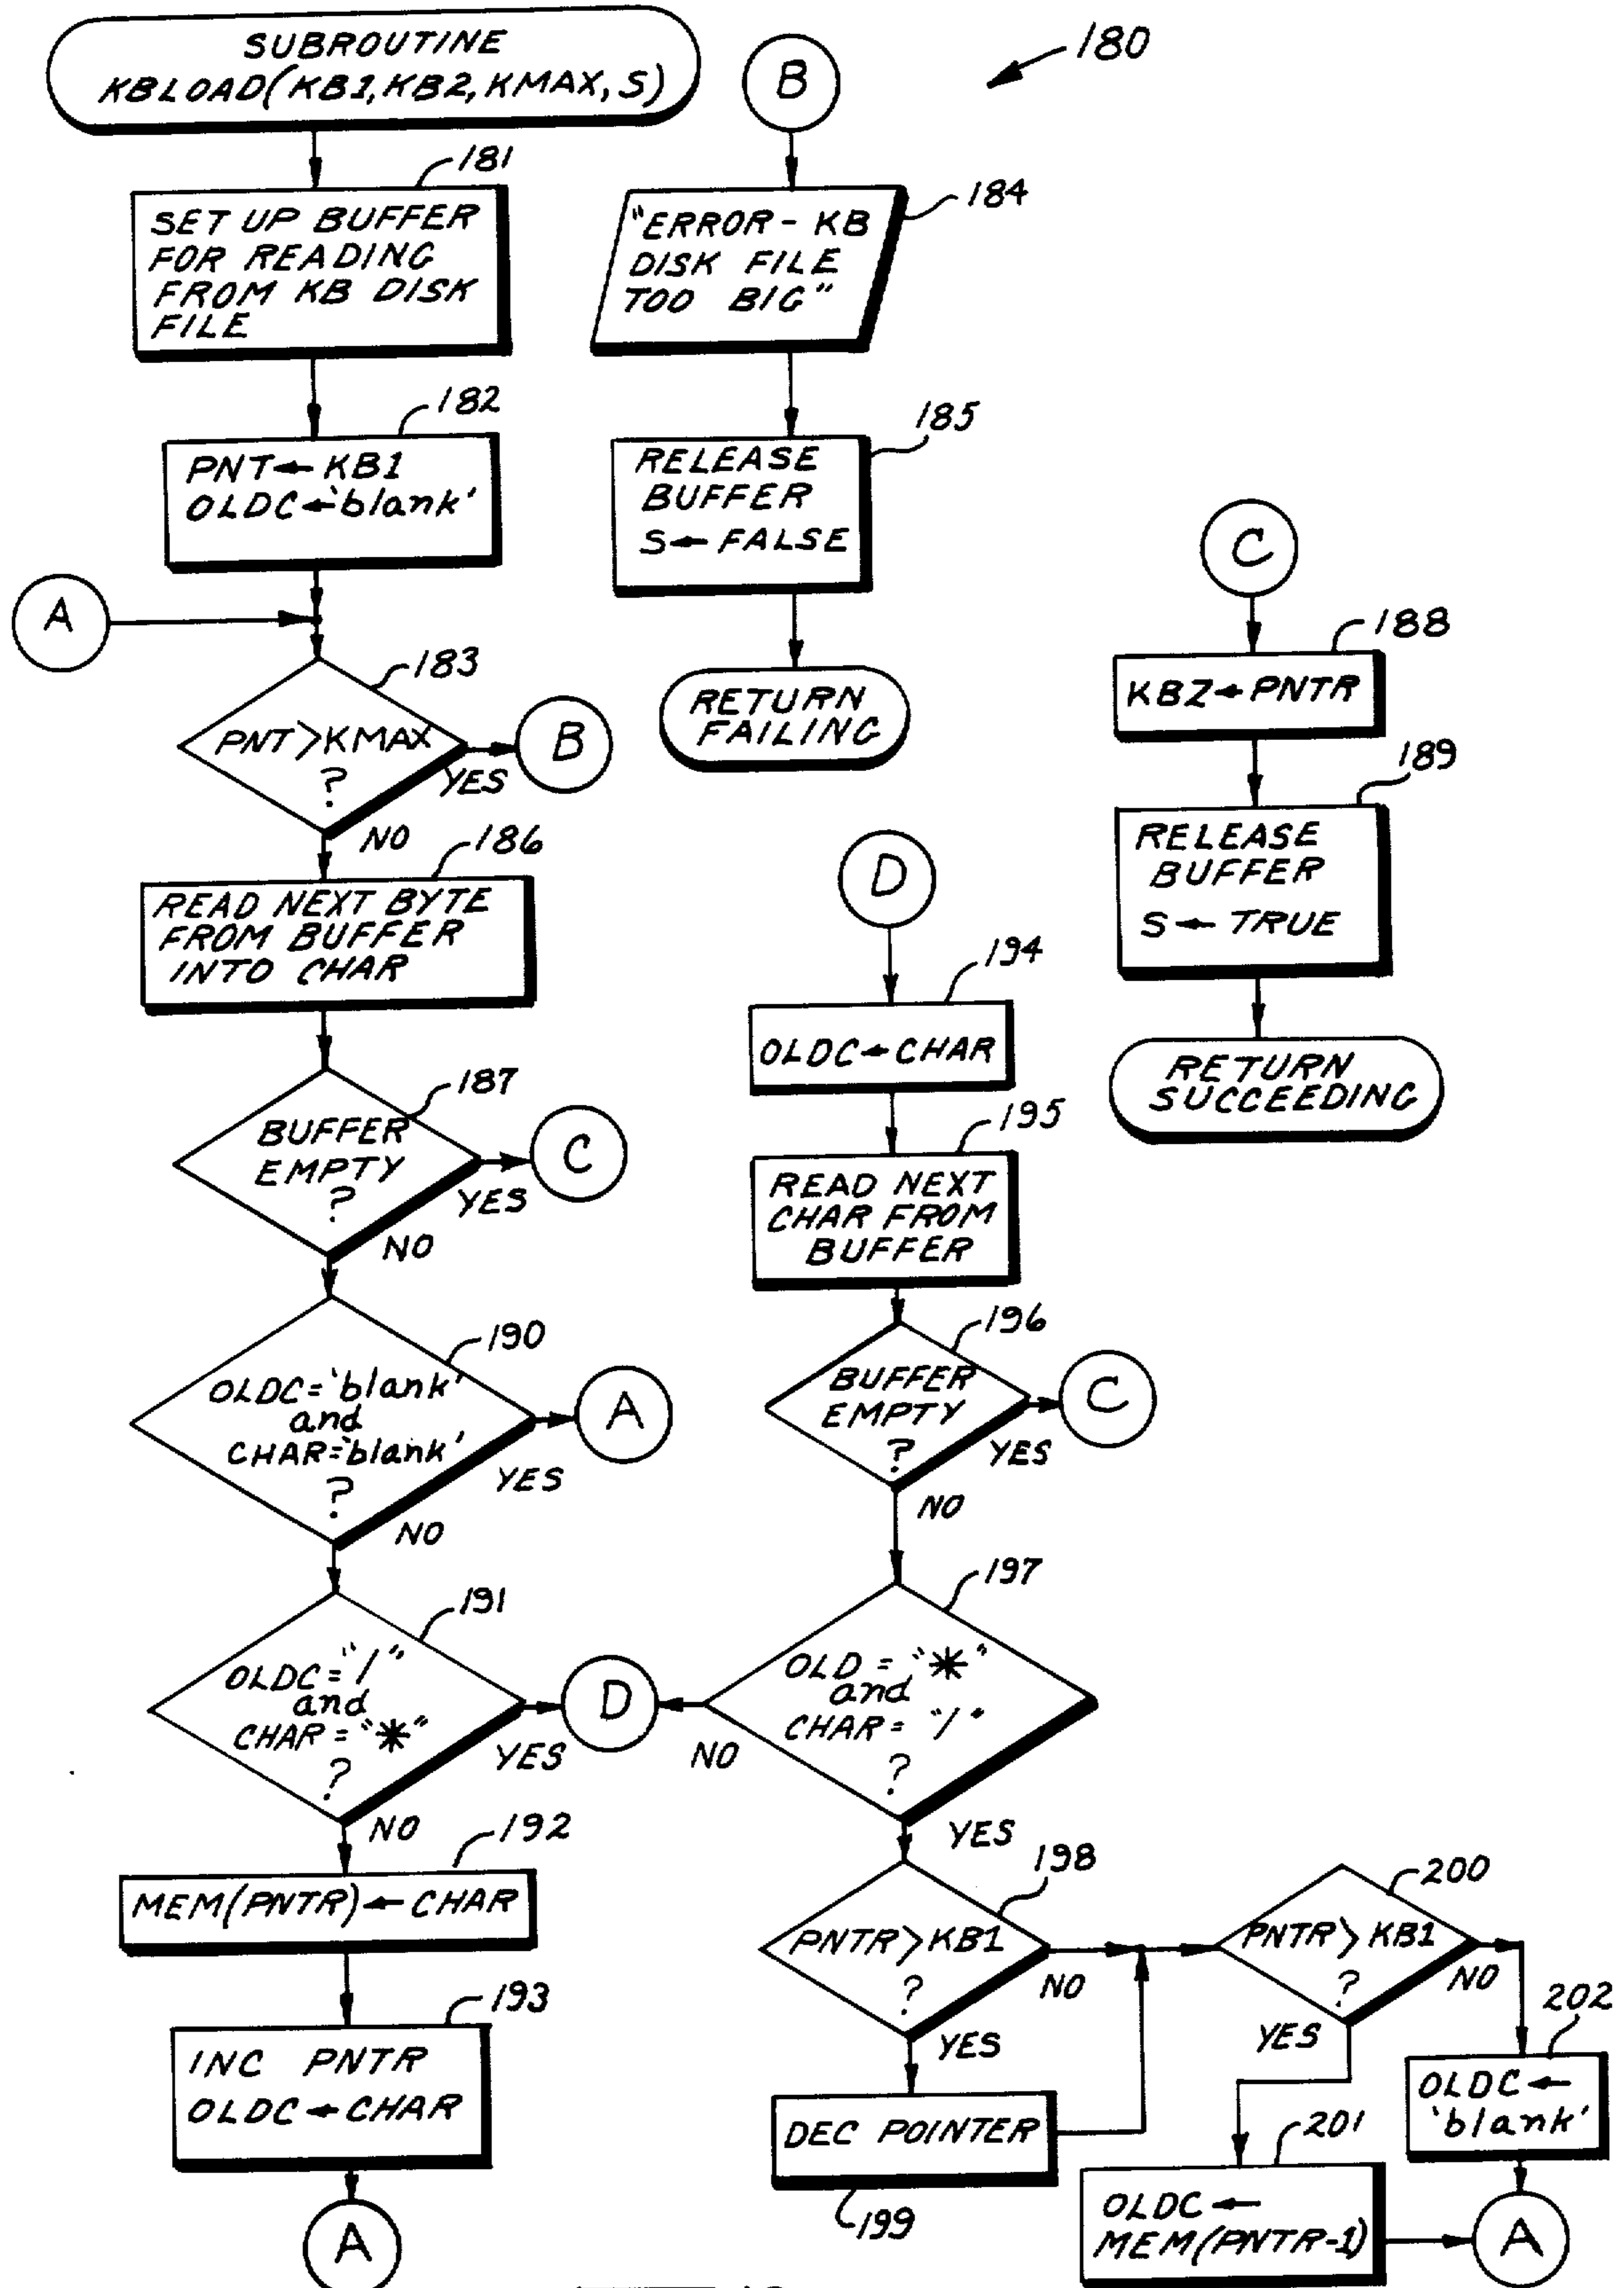 SUBROUTINE
KBLOAD(KB1,KB2,KMAX,S)
181
SET UP BUFFER
FOR READING
FROM KB DISK
FILE
182
PNT← KB1
OLDC←'blank'
A
183
PNT>KMAX
?
YES
B
NO
186
READ NEXT BYTE
FROM BUFFER
INTO CHAR
187
BUFFER
EMPTY
?
YES
C
NO
190
OLDC='blank'
and
CHAR='blank'
?
YES
A
NO
191
OLDC="/"
and
CHAR="*"
?
YES
D
NO
192
MEM(PNTR)← CHAR
193
INC PNTR
OLDC←CHAR
A
B
180
184
"ERROR- KB
DISK FILE
TOO BIG"
185
RELEASE
BUFFER
S← FALSE
RETURN
FAILING
C
188
KBZ←PNTR
189
RELEASE
BUFFER
S← TRUE
RETURN
SUCCEEDING
D
194
OLDC←CHAR
195
READ NEXT
CHAR FROM
BUFFER
196
BUFFER
EMPTY
?
YES
C
NO
197
OLD = "*"
and
CHAR= "/"
?
NO
YES
198
PNTR>KB1
?
NO
YES
DEC POINTER
199
200
PNTR>KB1
?
NO
YES
202
OLDC←
'blank'
201
OLDC←
MEM(PNTR-1)
A